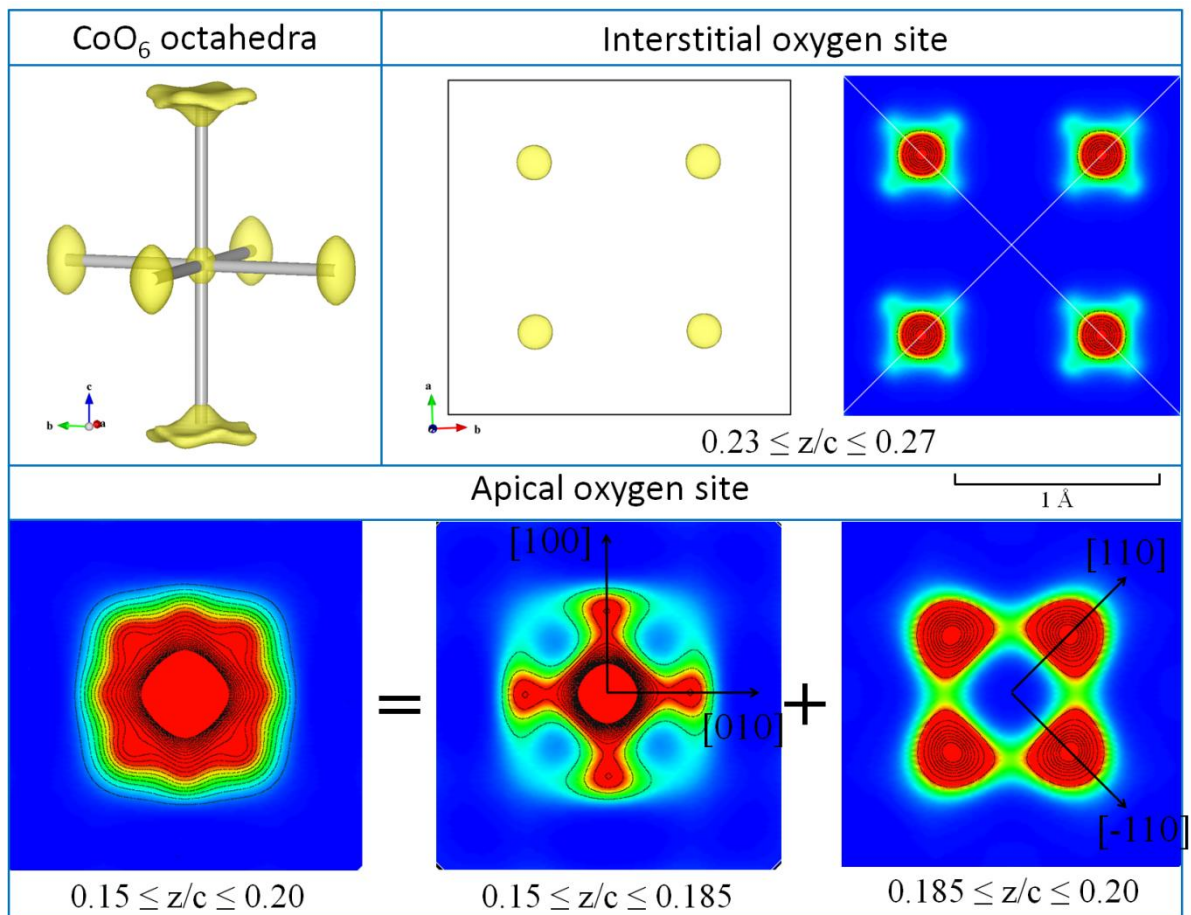 CoO₆ octahedra
Interstitial oxygen site
c
b
a
a
b
0.23 ≤ z/c ≤ 0.27
Apical oxygen site
1 Å
[100]
[010]
=
+
[110]
[-110]
0.15 ≤ z/c ≤ 0.20
0.15 ≤ z/c ≤ 0.185
0.185 ≤ z/c ≤ 0.20